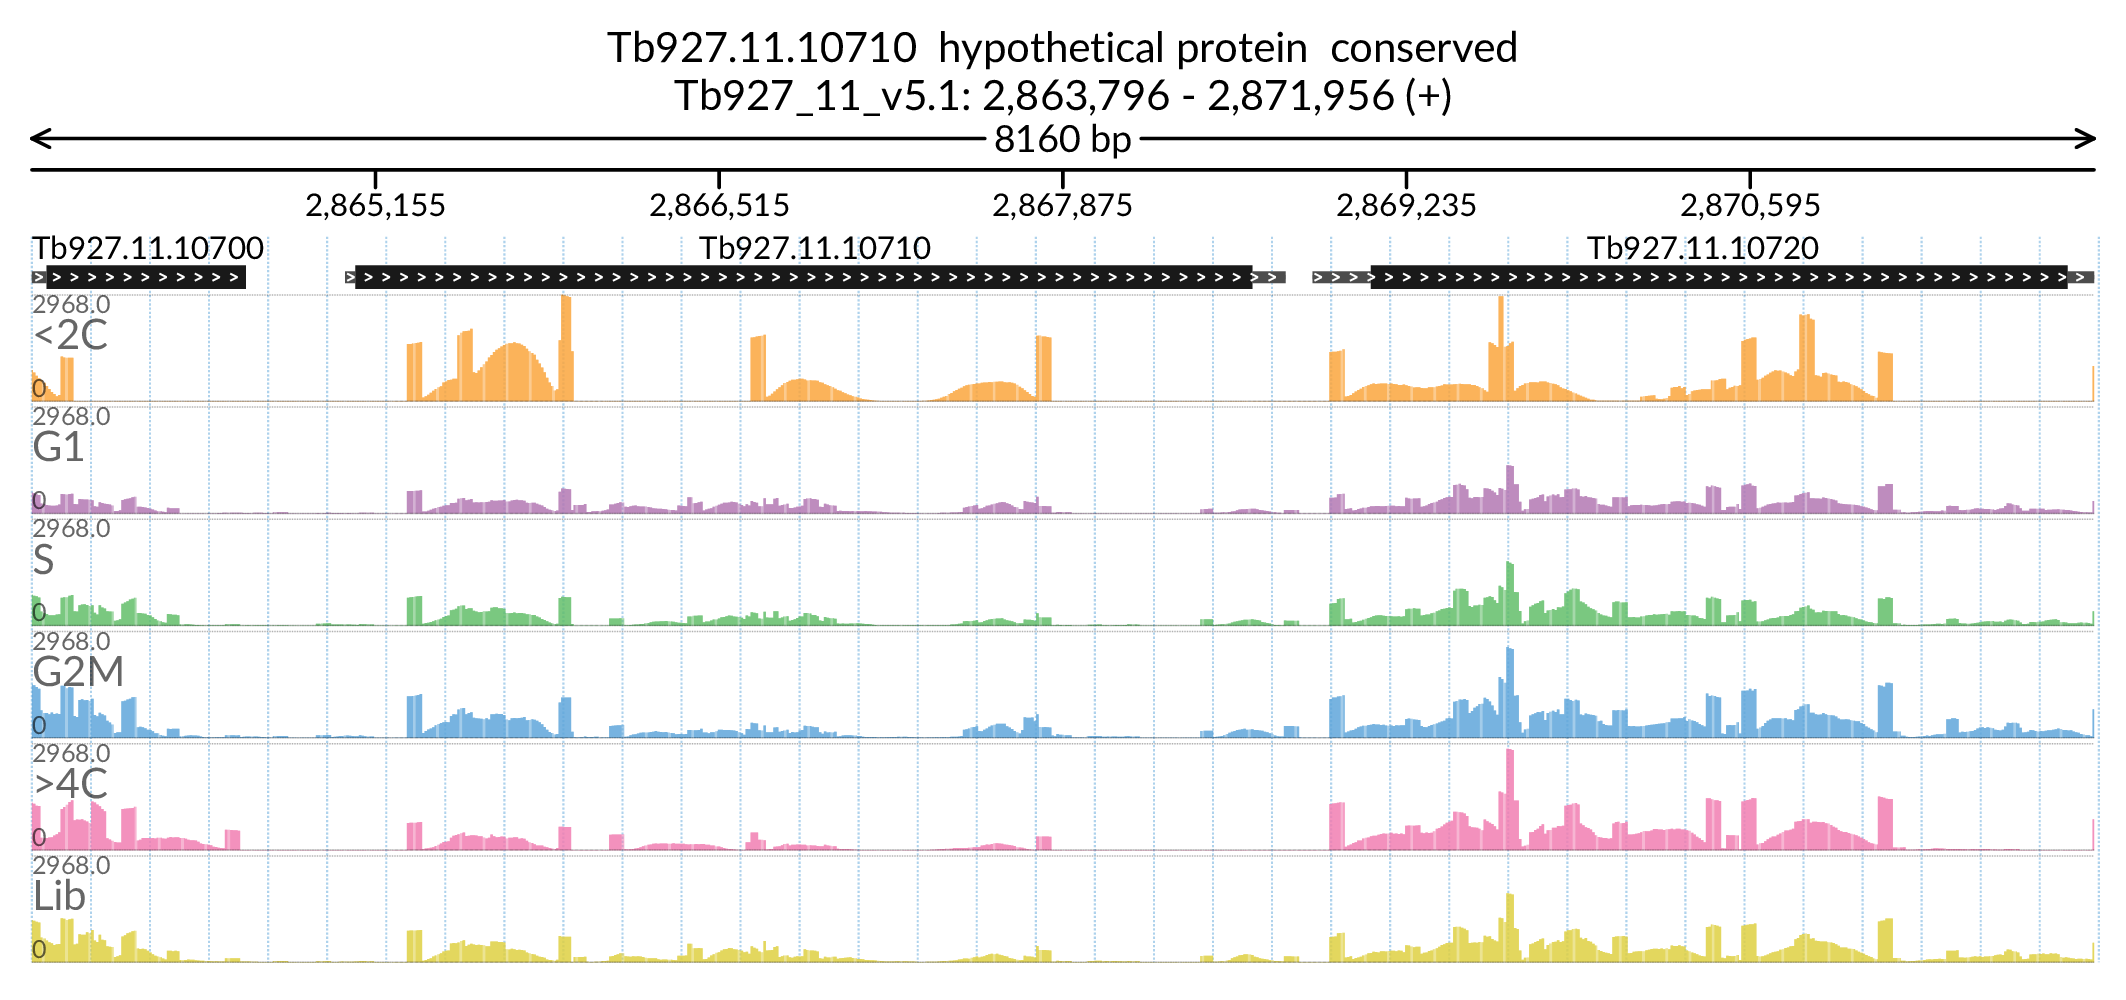 Tb927.11.10710 hypothetical protein conserved
Tb927_11_v5.1: 2,863,796 - 2,871,956 (+)
8160 bp
2,865,155 2,866,515 2,867,875 2,869,235 2,870,595
Tb927.11.10700 Tb927.11.10710 Tb927.11.10720
2968.0
<2C
0
2968.0
G1
0
2968.0
S
0
2968.0
G2M
0
2968.0
>4C
0
2968.0
Lib
0